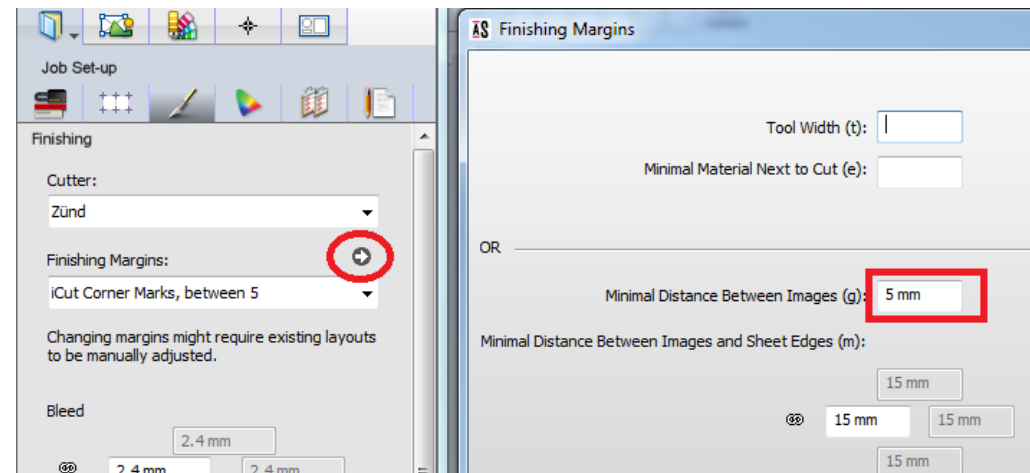 Job Set-up
Finishing
Cutter:
Zünd
Finishing Margins:
iCut Corner Marks, between 5
Changing margins might require existing layouts
to be manually adjusted.
Bleed
2.4 mm
2.4 mm
2.4 mm
AS Finishing Margins
Tool Width (t):
Minimal Material Next to Cut (e):
OR
Minimal Distance Between Images (g):
5 mm
Minimal Distance Between Images and Sheet Edges (m):
15 mm
15 mm
15 mm
15 mm